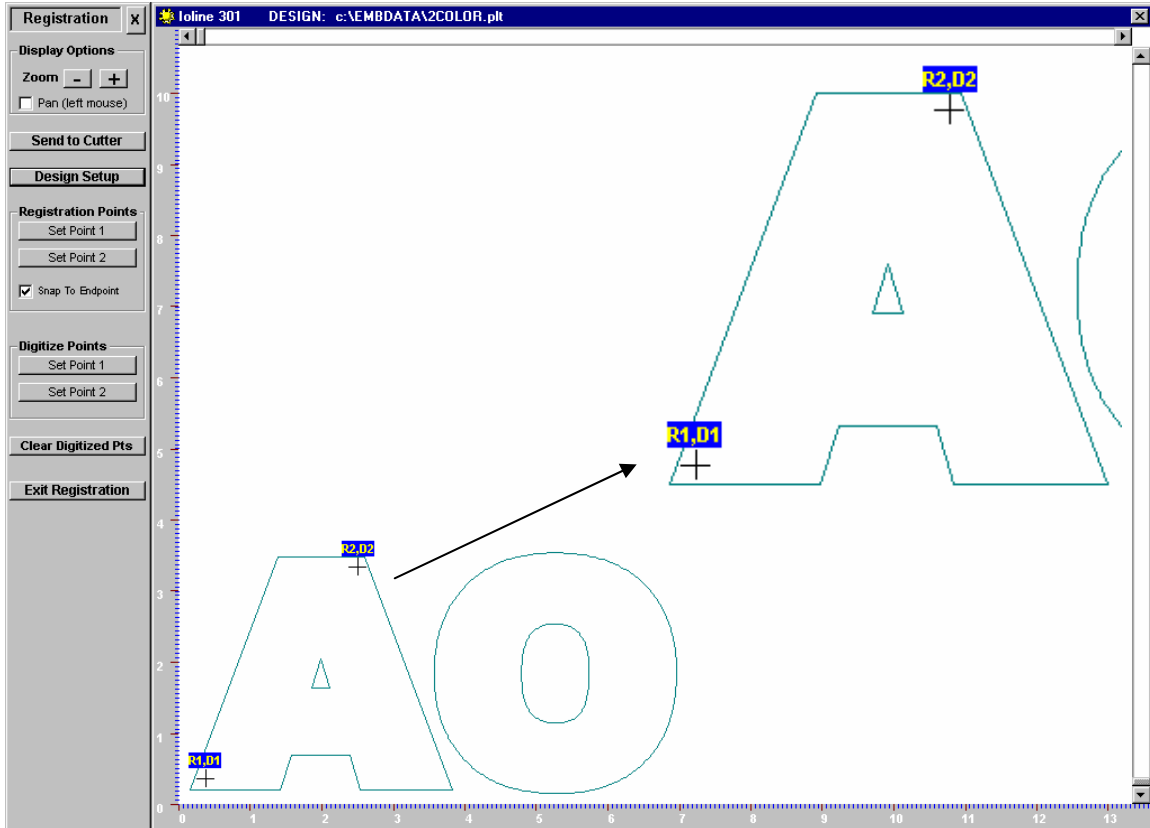 Registration X
Display Options
Zoom - +
Pan (left mouse)
Send to Cutter
Design Setup
Registration Points
Set Point 1
Set Point 2
Snap To Endpoint
Digitize Points
Set Point 1
Set Point 2
Clear Digitized Pts
Exit Registration
Ioline 301 DESIGN: c:\EMBDATA\2COLOR.plt
10
9
8
7
6
5
4
3
2
1
0
R2,D2
R1,D1
A
R2,D2
R1,D1
A O
0 1 2 3 4 5 6 7 8 9 10 11 12 13